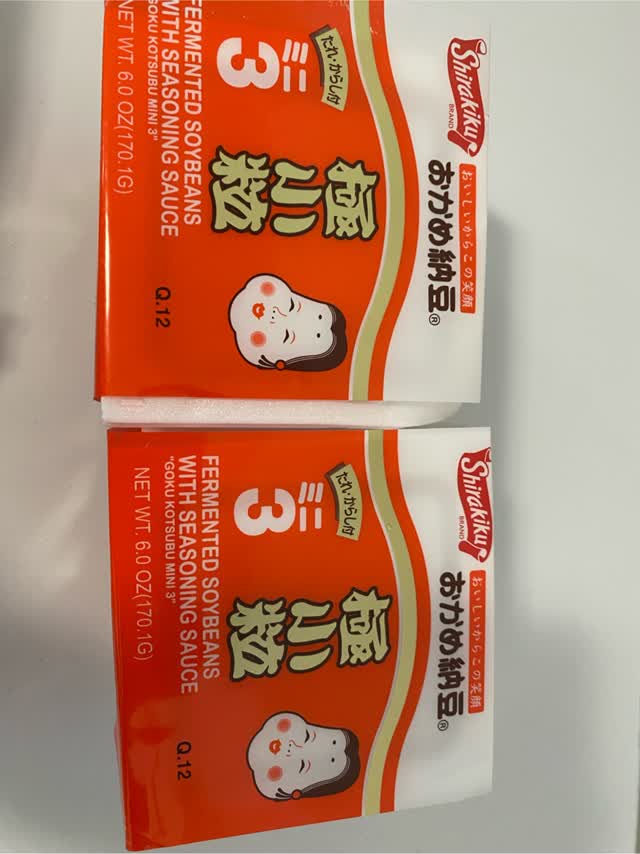 Shirakiku
BRAND
おいしいからこの笑顔
おかめ納豆®
たれ・からし付
ミニ
3
極
小
粒
FERMENTED SOYBEANS
WITH SEASONING SAUCE
"GOKU KOTSUBU MINI 3"
NET WT. 6.0 OZ(170.1G)
Q.12
Shirakiku
BRAND
おいしいからこの笑顔
おかめ納豆®
たれ・からし付
ミニ
3
極
小
粒
FERMENTED SOYBEANS
WITH SEASONING SAUCE
"GOKU KOTSUBU MINI 3"
NET WT. 6.0 OZ(170.1G)
Q.12